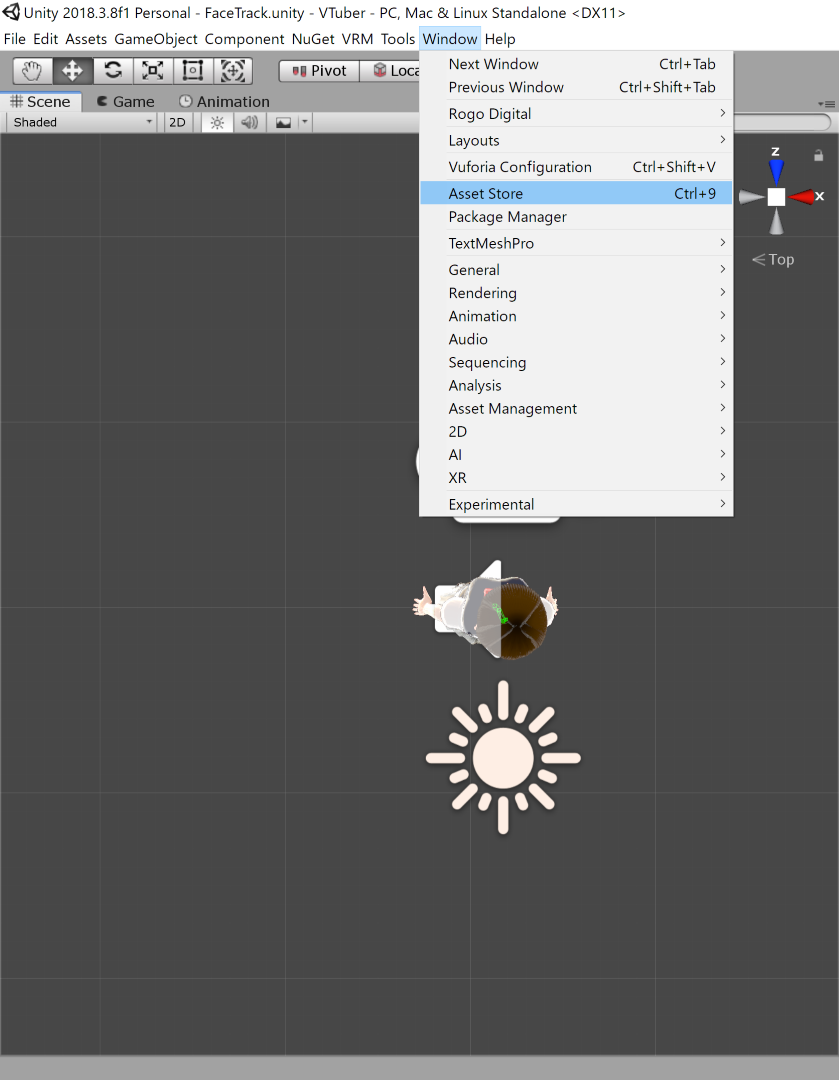 Unity 2018.3.8f1 Personal - FaceTrack.unity - VTuber - PC, Mac & Linux Standalone <DX11>
File Edit Assets GameObject Component NuGet VRM Tools Window Help
Pivot Loca
Scene Game Animation
Shaded 2D
Next Window Ctrl+Tab
Previous Window Ctrl+Shift+Tab
Rogo Digital
Layouts
Vuforia Configuration Ctrl+Shift+V
Asset Store Ctrl+9
Package Manager
TextMeshPro
General
Rendering
Animation
Audio
Sequencing
Analysis
Asset Management
2D
AI
XR
Experimental
z
x
Top